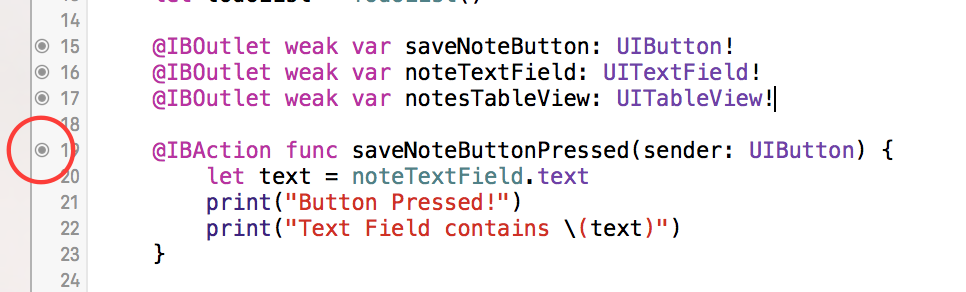 let todoList = TodoList()
14
15 @IBOutlet weak var saveNoteButton: UIButton!
16 @IBOutlet weak var noteTextField: UITextField!
17 @IBOutlet weak var notesTableView: UITableView!
18
19 @IBAction func saveNoteButtonPressed(sender: UIButton) {
20 let text = noteTextField.text
21 print("Button Pressed!")
22 print("Text Field contains \(text)")
23 }
24